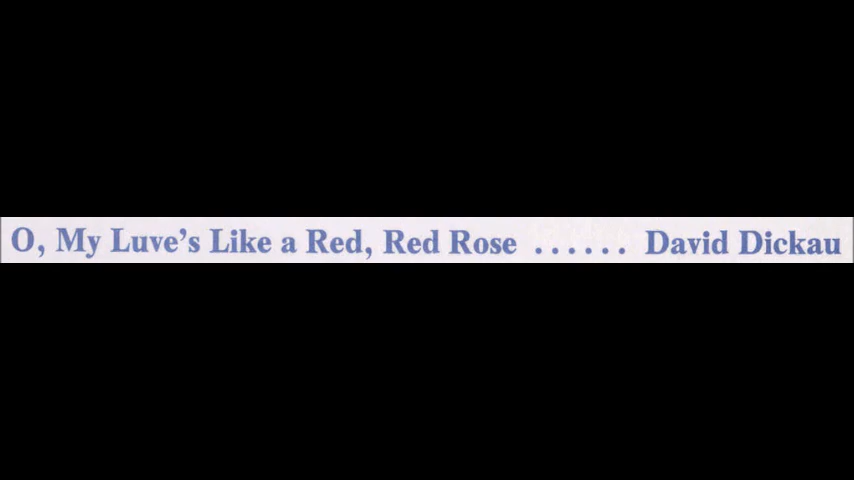 O, My Luve's Like a Red, Red Rose ...... David Dickau